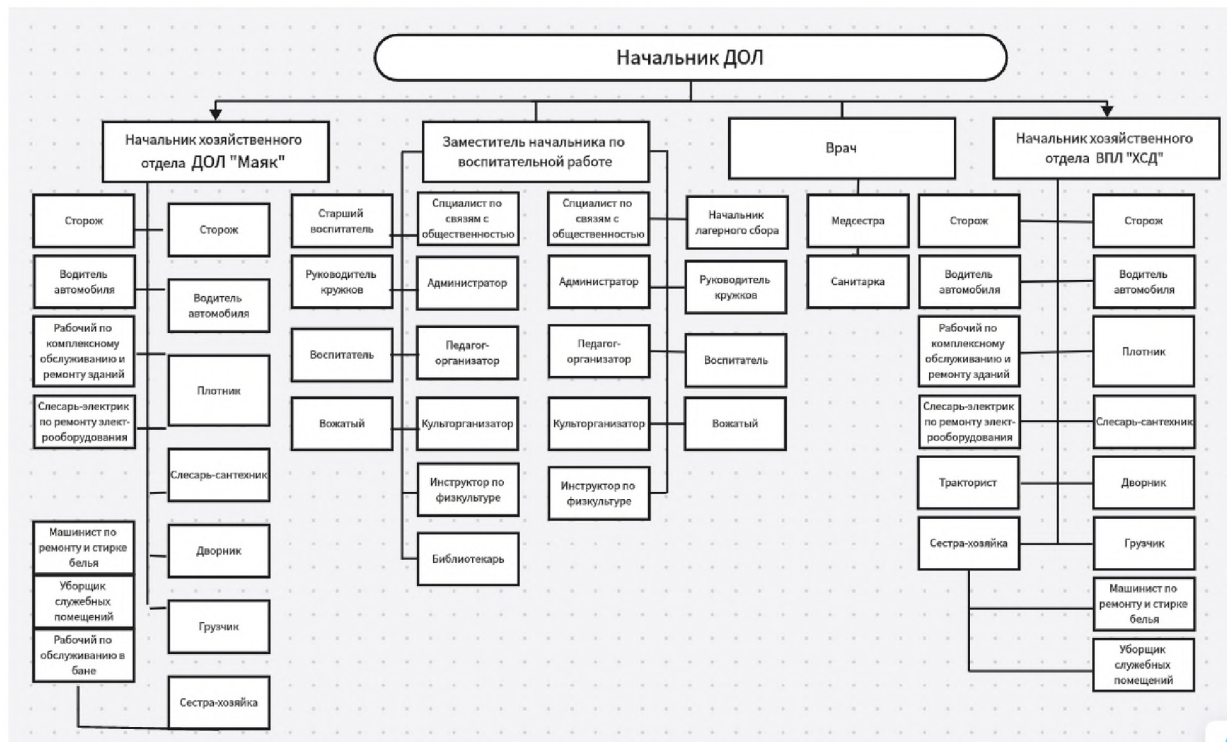 Начальник ДОЛ
Начальник хозяйственного
отдела ДОЛ "Маяк"
Сторож
Водитель
автомобиля
Рабочий по
комплексному
обслуживанию и
ремонту зданий
Слесарь-электрик
по ремонту элект-
рооборудования
Машинист по
ремонту и стирке
белья
Уборщик
служебных
помещений
Рабочий по
обслуживанию в
бане
Сторож
Водитель
автомобиля
Плотник
Слесарь-сантехник
Дворник
Грузчик
Сестра-хозяйка
Заместитель начальника по
воспитательной работе
Старший
воспитатель
Руководитель
кружков
Воспитатель
Вожатый
Спциалист по
связям с
общественностью
Администратор
Педагог-
организатор
Культорганизатор
Инструктор по
физкультуре
Библиотекарь
Спциалист по
связям с
общественностью
Администратор
Педагог-
организатор
Культорганизатор
Инструктор по
физкультуре
Начальник
лагерного сбора
Руководитель
кружков
Воспитатель
Вожатый
Врач
Медсестра
Санитарка
Начальник хозяйственного
отдела ВПЛ "ХСД"
Сторож
Водитель
автомобиля
Рабочий по
комплексному
обслуживанию и
ремонту зданий
Слесарь-электрик
по ремонту элект-
рооборудования
Тракторист
Сестра-хозяйка
Сторож
Водитель
автомобиля
Плотник
Слесарь-сантехник
Дворник
Грузчик
Машинист по
ремонту и стирке
белья
Уборщик
служебных
помещений